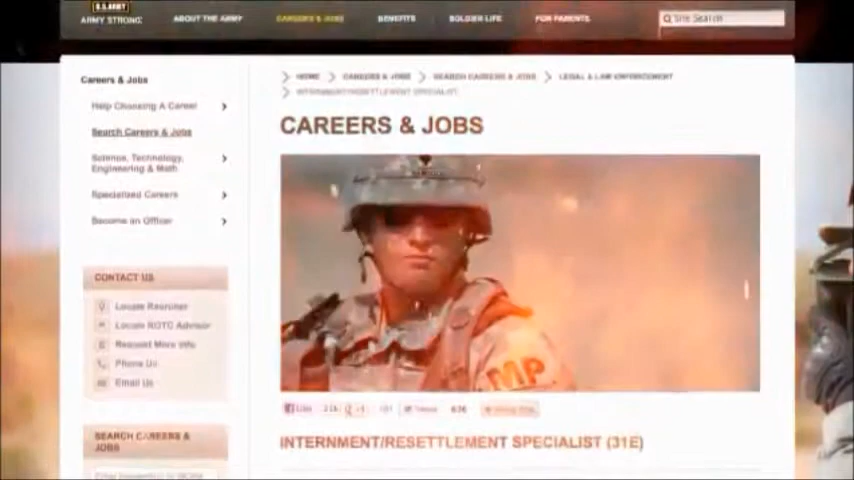 U.S. ARMY
ARMY STRONG
ABOUT THE ARMY
CAREERS & JOBS
BENEFITS
SOLDIER LIFE
FOR PARENTS
Site Search
HOME > CAREERS & JOBS > SEARCH CAREERS & JOBS > LEGAL & LAW ENFORCEMENT
INTERNMENT/RESETTLEMENT SPECIALIST
Careers & Jobs
Help Choosing A Career
Search Careers & Jobs
Science, Technology,
Engineering & Math
Specialized Careers
Become an Officer
CAREERS & JOBS
MP
CONTACT US
Locate Recruiter
Locate ROTC Advisor
Request More Info
Phone Us
Email Us
Like
Tweet
636
INTERNMENT/RESETTLEMENT SPECIALIST (31E)
SEARCH CAREERS &
JOBS